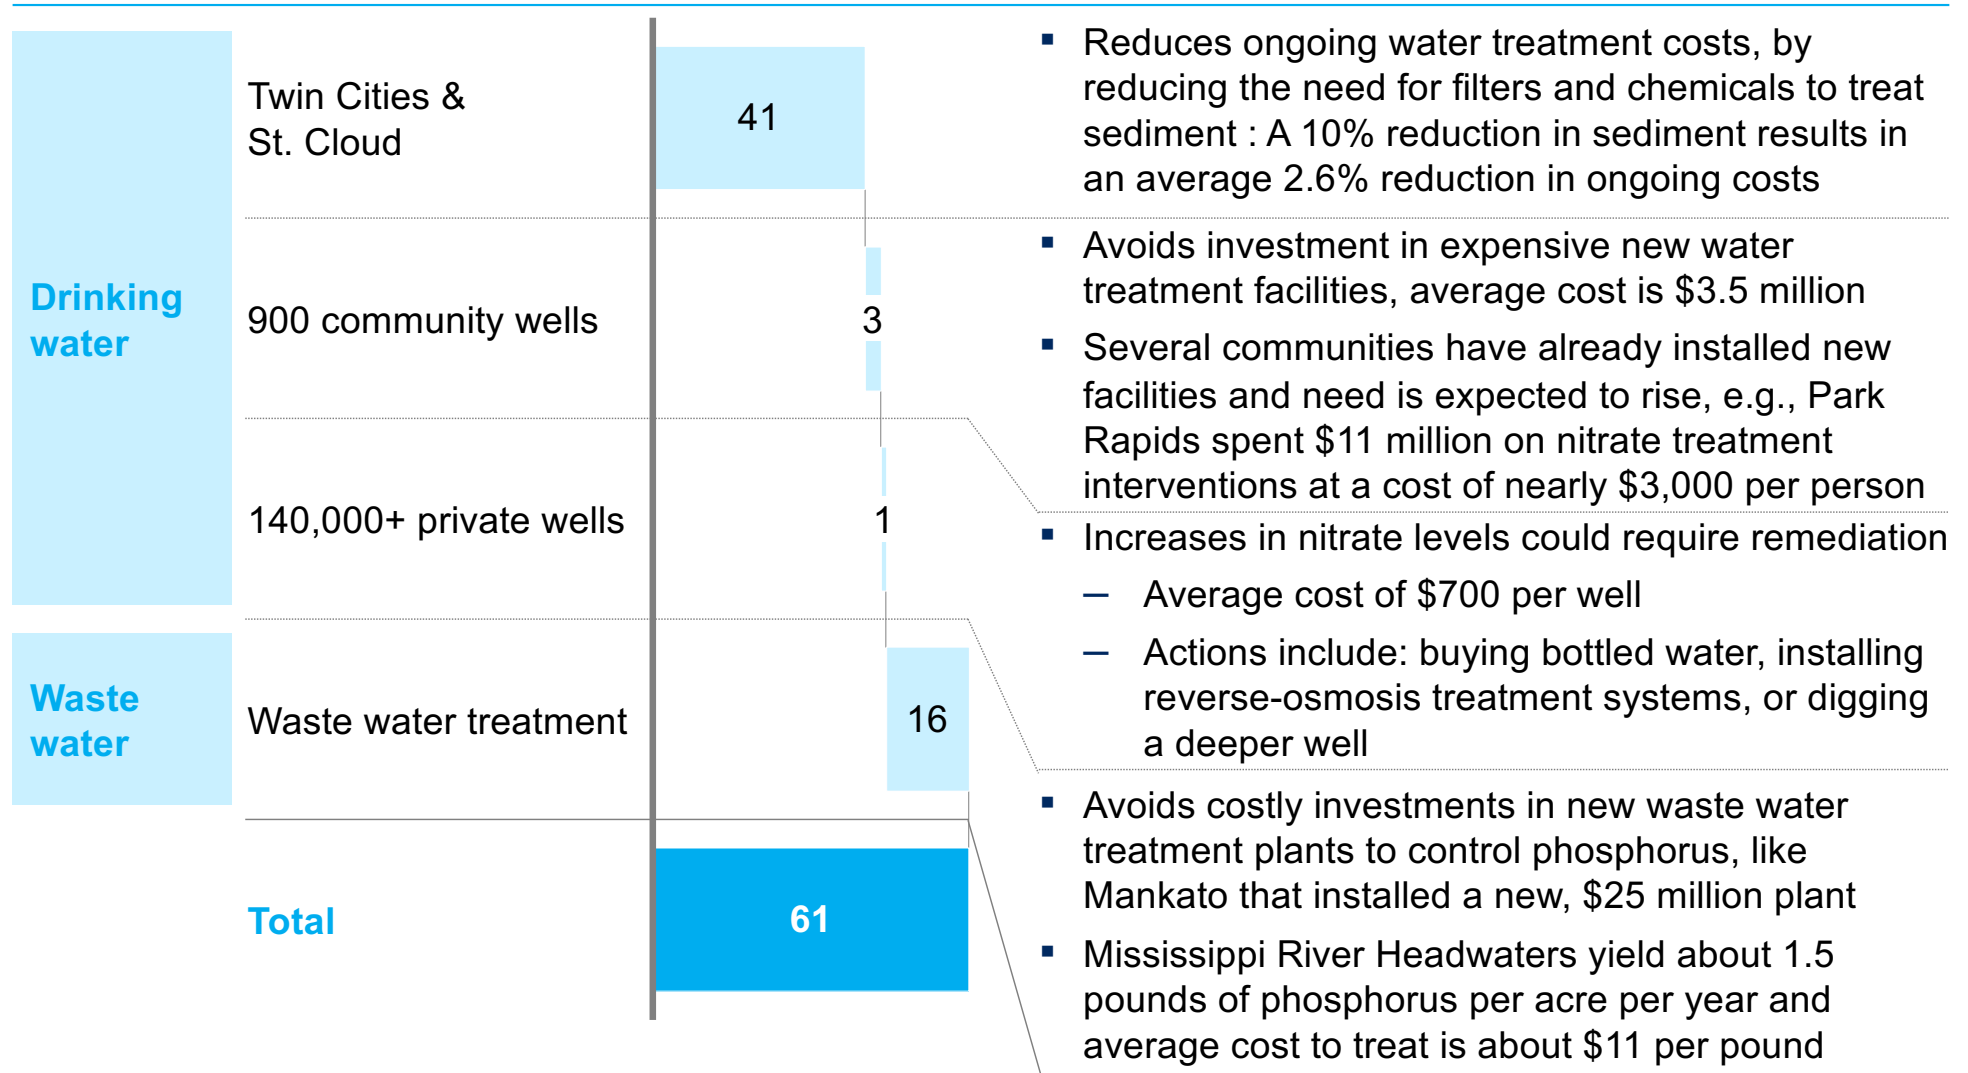 Drinking
water
Twin Cities &
St. Cloud
41
▪ Reduces ongoing water treatment costs, by
reducing the need for filters and chemicals to treat
sediment : A 10% reduction in sediment results in
an average 2.6% reduction in ongoing costs
900 community wells
3
▪ Avoids investment in expensive new water
treatment facilities, average cost is $3.5 million
▪ Several communities have already installed new
facilities and need is expected to rise, e.g., Park
Rapids spent $11 million on nitrate treatment
interventions at a cost of nearly $3,000 per person
140,000+ private wells
1
▪ Increases in nitrate levels could require remediation
– Average cost of $700 per well
– Actions include: buying bottled water, installing
reverse-osmosis treatment systems, or digging
a deeper well
Waste
water
Waste water treatment
16
▪ Avoids costly investments in new waste water
treatment plants to control phosphorus, like
Mankato that installed a new, $25 million plant
▪ Mississippi River Headwaters yield about 1.5
pounds of phosphorus per acre per year and
average cost to treat is about $11 per pound
Total
61